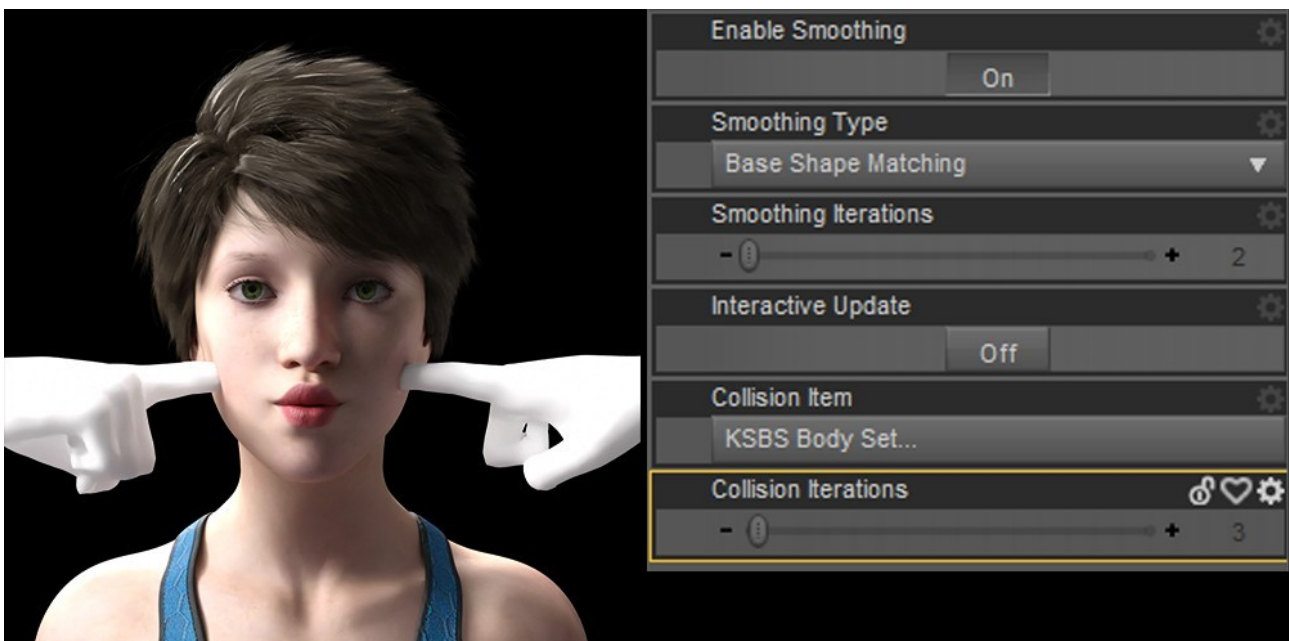 Enable Smoothing
On
Smoothing Type
Base Shape Matching
Smoothing Iterations
- + 2
Interactive Update
Off
Collision Item
KSBS Body Set...
Collision Iterations
- + 3